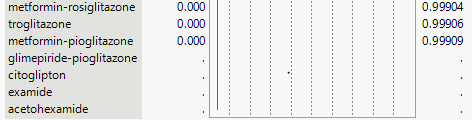 metformin-rosiglitazone 0.000 0.99904
troglitazone 0.000 0.99906
metformin-pioglitazone 0.000 0.99909
glimepiride-pioglitazone . .
citoglipton . .
examide . .
acetohexamide . .